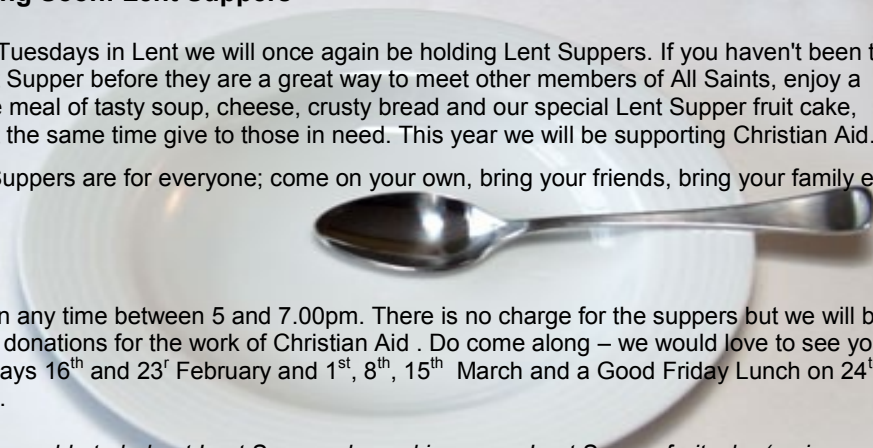 Lent Suppers
Tuesdays in Lent we will once again be holding Lent Suppers. If you haven't been
Supper before they are a great way to meet other members of All Saints, enjoy a
meal of tasty soup, cheese, crusty bread and our special Lent Supper fruit cake,
the same time give to those in need. This year we will be supporting Christian Aid.
Suppers are for everyone; come on your own, bring your friends, bring your family
any time between 5 and 7.00pm. There is no charge for the suppers but we will
donations for the work of Christian Aid . Do come along – we would love to see
16th and 23r February and 1st, 8th, 15th March and a Good Friday Lunch on 24
.